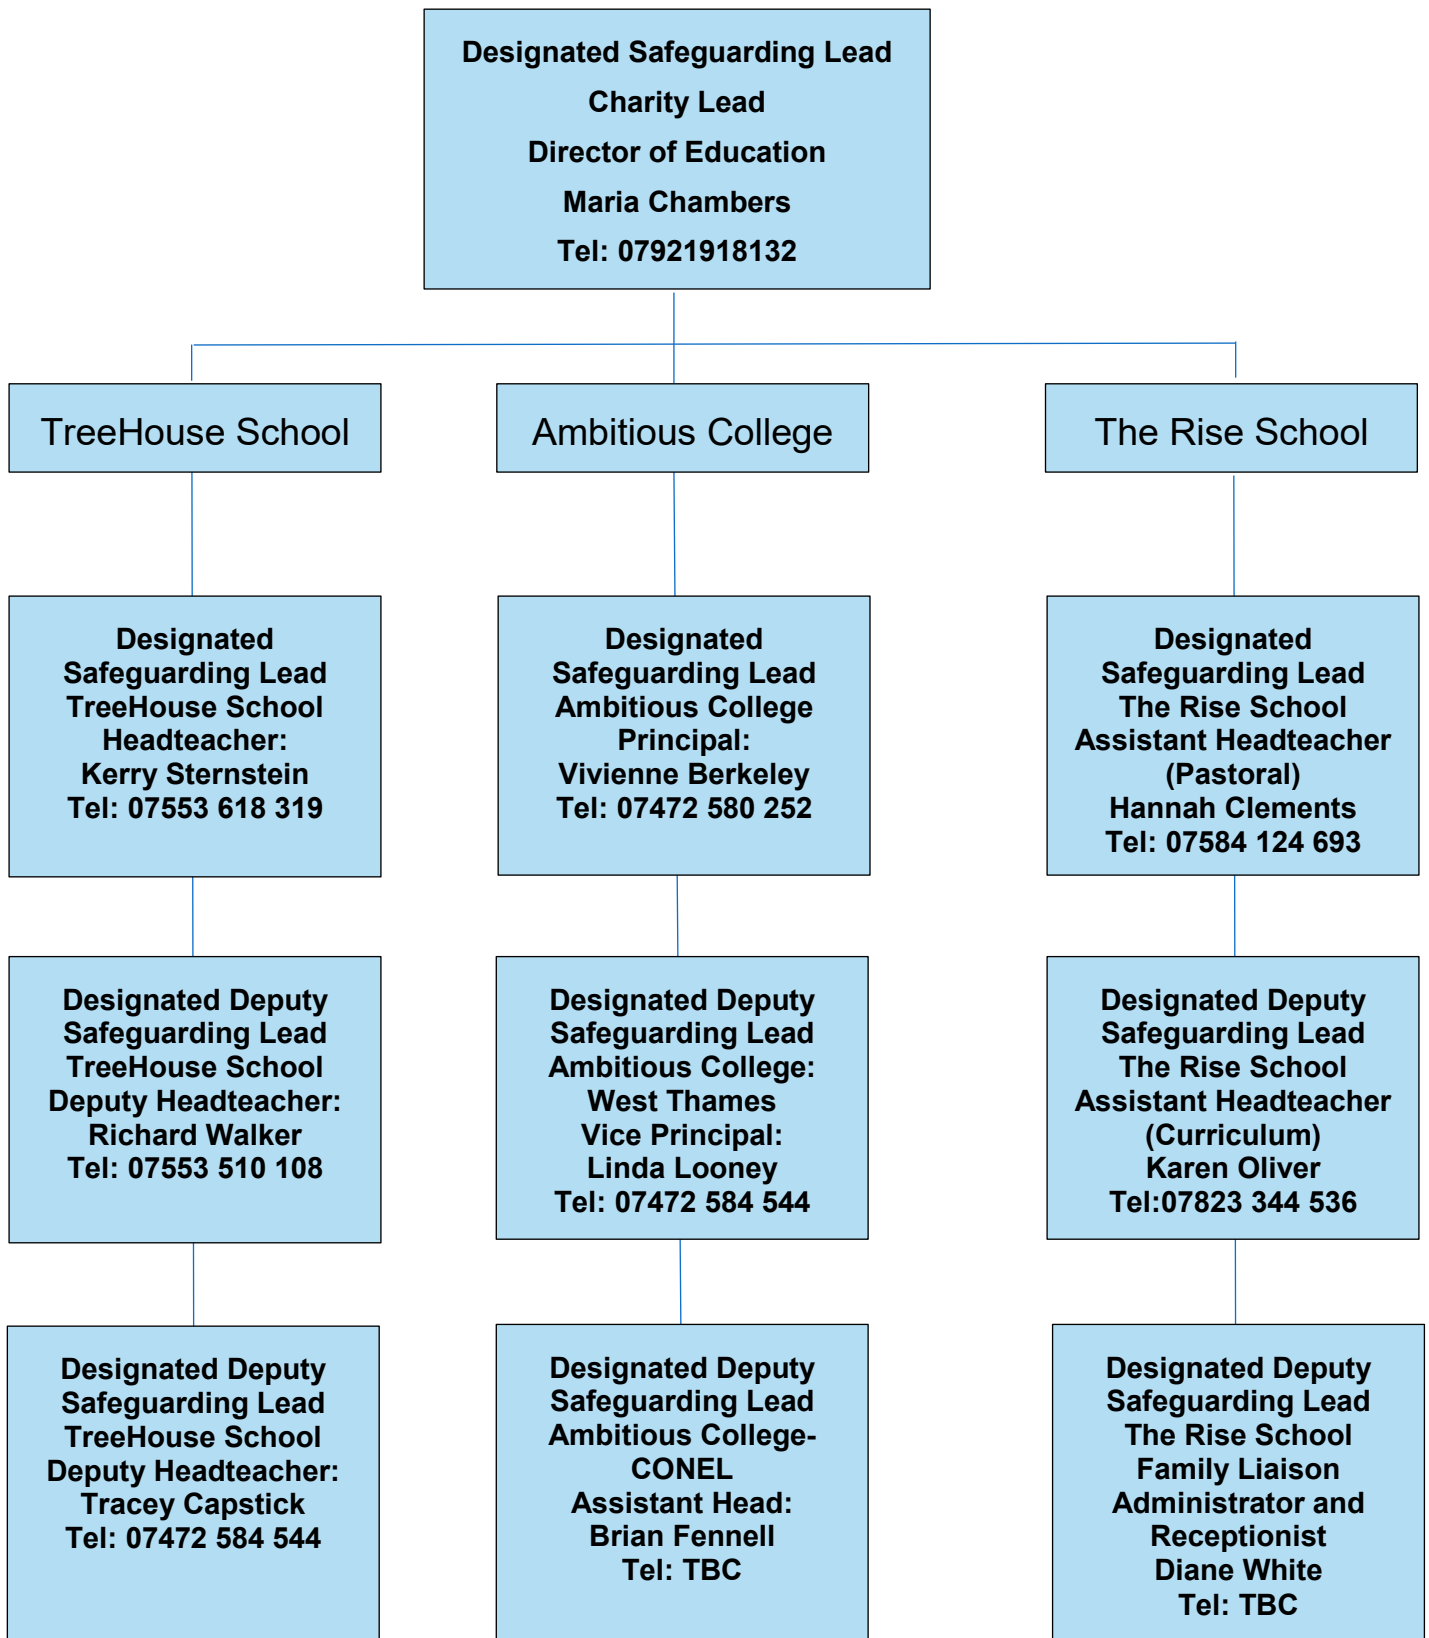 Designated Safeguarding Lead
Charity Lead
Director of Education
Maria Chambers
Tel: 07921918132
TreeHouse School
Ambitious College
The Rise School
Designated
Safeguarding Lead
TreeHouse School
Headteacher:
Kerry Sternstein
Tel: 07553 618 319
Designated
Safeguarding Lead
Ambitious College
Principal:
Vivienne Berkeley
Tel: 07472 580 252
Designated
Safeguarding Lead
The Rise School
Assistant Headteacher
(Pastoral)
Hannah Clements
Tel: 07584 124 693
Designated Deputy
Safeguarding Lead
TreeHouse School
Deputy Headteacher:
Richard Walker
Tel: 07553 510 108
Designated Deputy
Safeguarding Lead
Ambitious College:
West Thames
Vice Principal:
Linda Looney
Tel: 07472 584 544
Designated Deputy
Safeguarding Lead
The Rise School
Assistant Headteacher
(Curriculum)
Karen Oliver
Tel:07823 344 536
Designated Deputy
Safeguarding Lead
TreeHouse School
Deputy Headteacher:
Tracey Capstick
Tel: 07472 584 544
Designated Deputy
Safeguarding Lead
Ambitious College-
CONEL
Assistant Head:
Brian Fennell
Tel: TBC
Designated Deputy
Safeguarding Lead
The Rise School
Family Liaison
Administrator and
Receptionist
Diane White
Tel: TBC